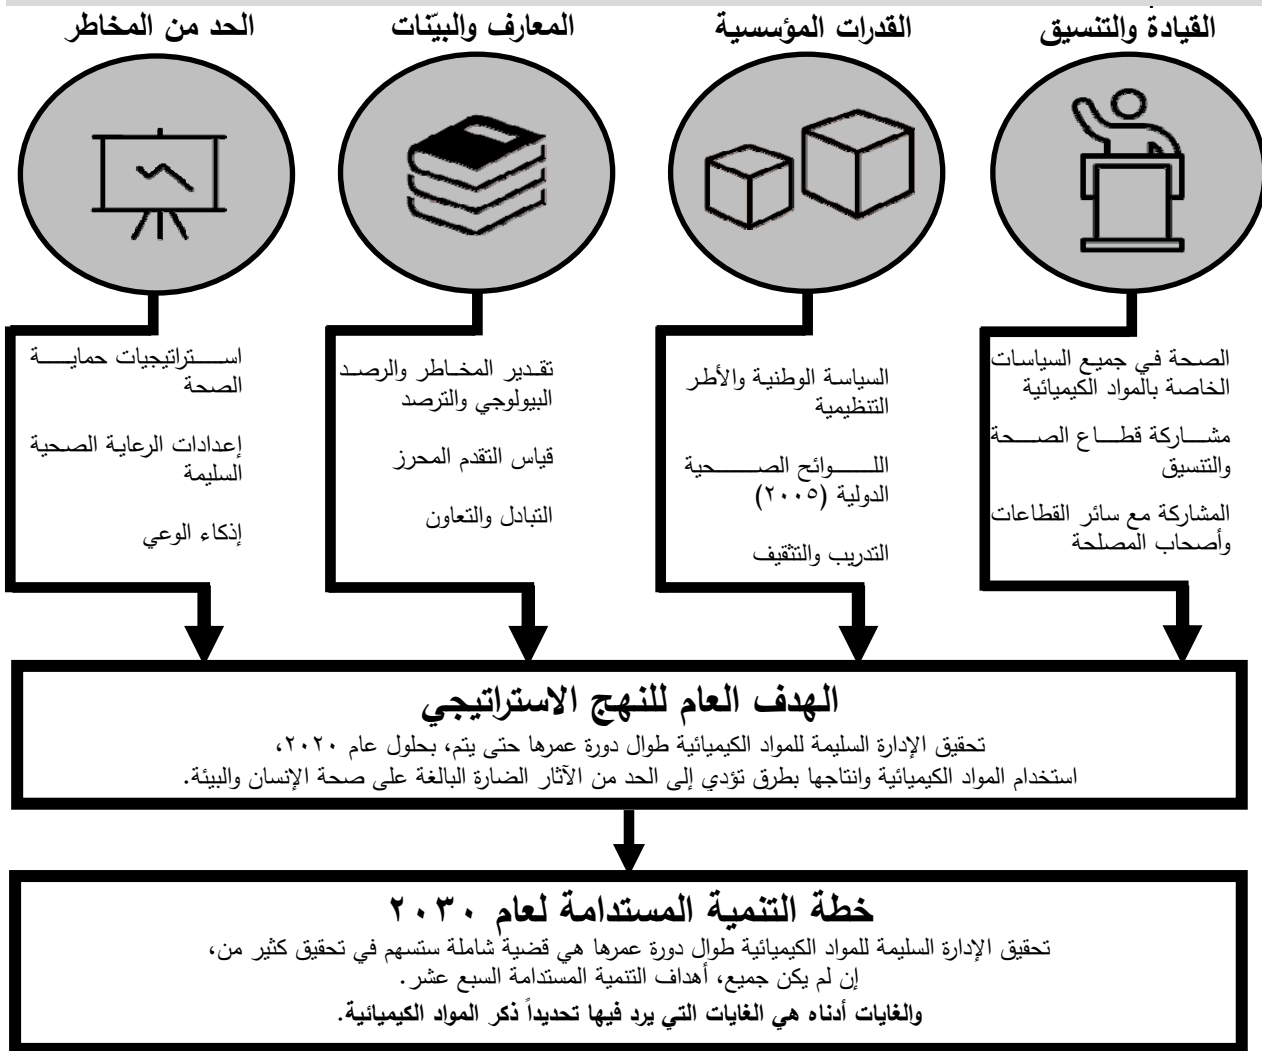 القيادة والتنسيق
القدرات المؤسسية
المعارف والبيّنات
الحد من المخاطر
الصحة في جميع السياسات
الخاصة بالمواد الكيميائية
مشاركة قطاع الصحة
والتنسيق
المشاركة مع سائر القطاعات
وأصحاب المصلحة
السياسة الوطنية والأطر
التنظيمية
اللوائح الصحية
الدولية (٢٠٠٥)
التدريب والتثقيف
تقدير المخاطر والرصد
البيولوجي والترصد
قياس التقدم المحرز
التبادل والتعاون
استراتيجيات حماية
الصحة
إعدادات الرعاية الصحية
السليمة
إذكاء الوعي
الهدف العام للنهج الاستراتيجي
تحقيق الإدارة السليمة للمواد الكيميائية طوال دورة عمرها حتى يتم، بحلول عام ٢٠٢٠،
استخدام المواد الكيميائية وانتاجها بطرق تؤدي إلى الحد من الآثار الضارة البالغة على صحة الإنسان والبيئة.
خطة التنمية المستدامة لعام ٢٠٣٠
تحقيق الإدارة السليمة للمواد الكيميائية طوال دورة عمرها هي قضية شاملة ستسهم في تحقيق كثير من،
إن لم يكن جميع، أهداف التنمية المستدامة السبع عشر.
والغايات أدناه هي الغايات التي يرد فيها تحديداً ذكر المواد الكيميائية.